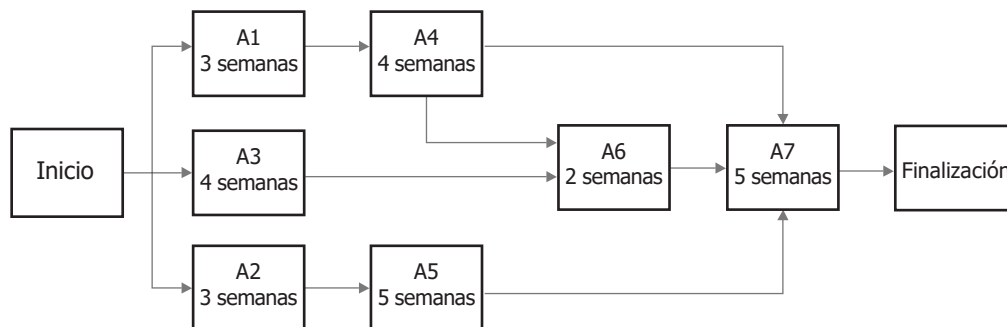 A1
3 semanas
A4
4 semanas
Inicio
A3
4 semanas
A6
2 semanas
A7
5 semanas
Finalización
A2
3 semanas
A5
5 semanas